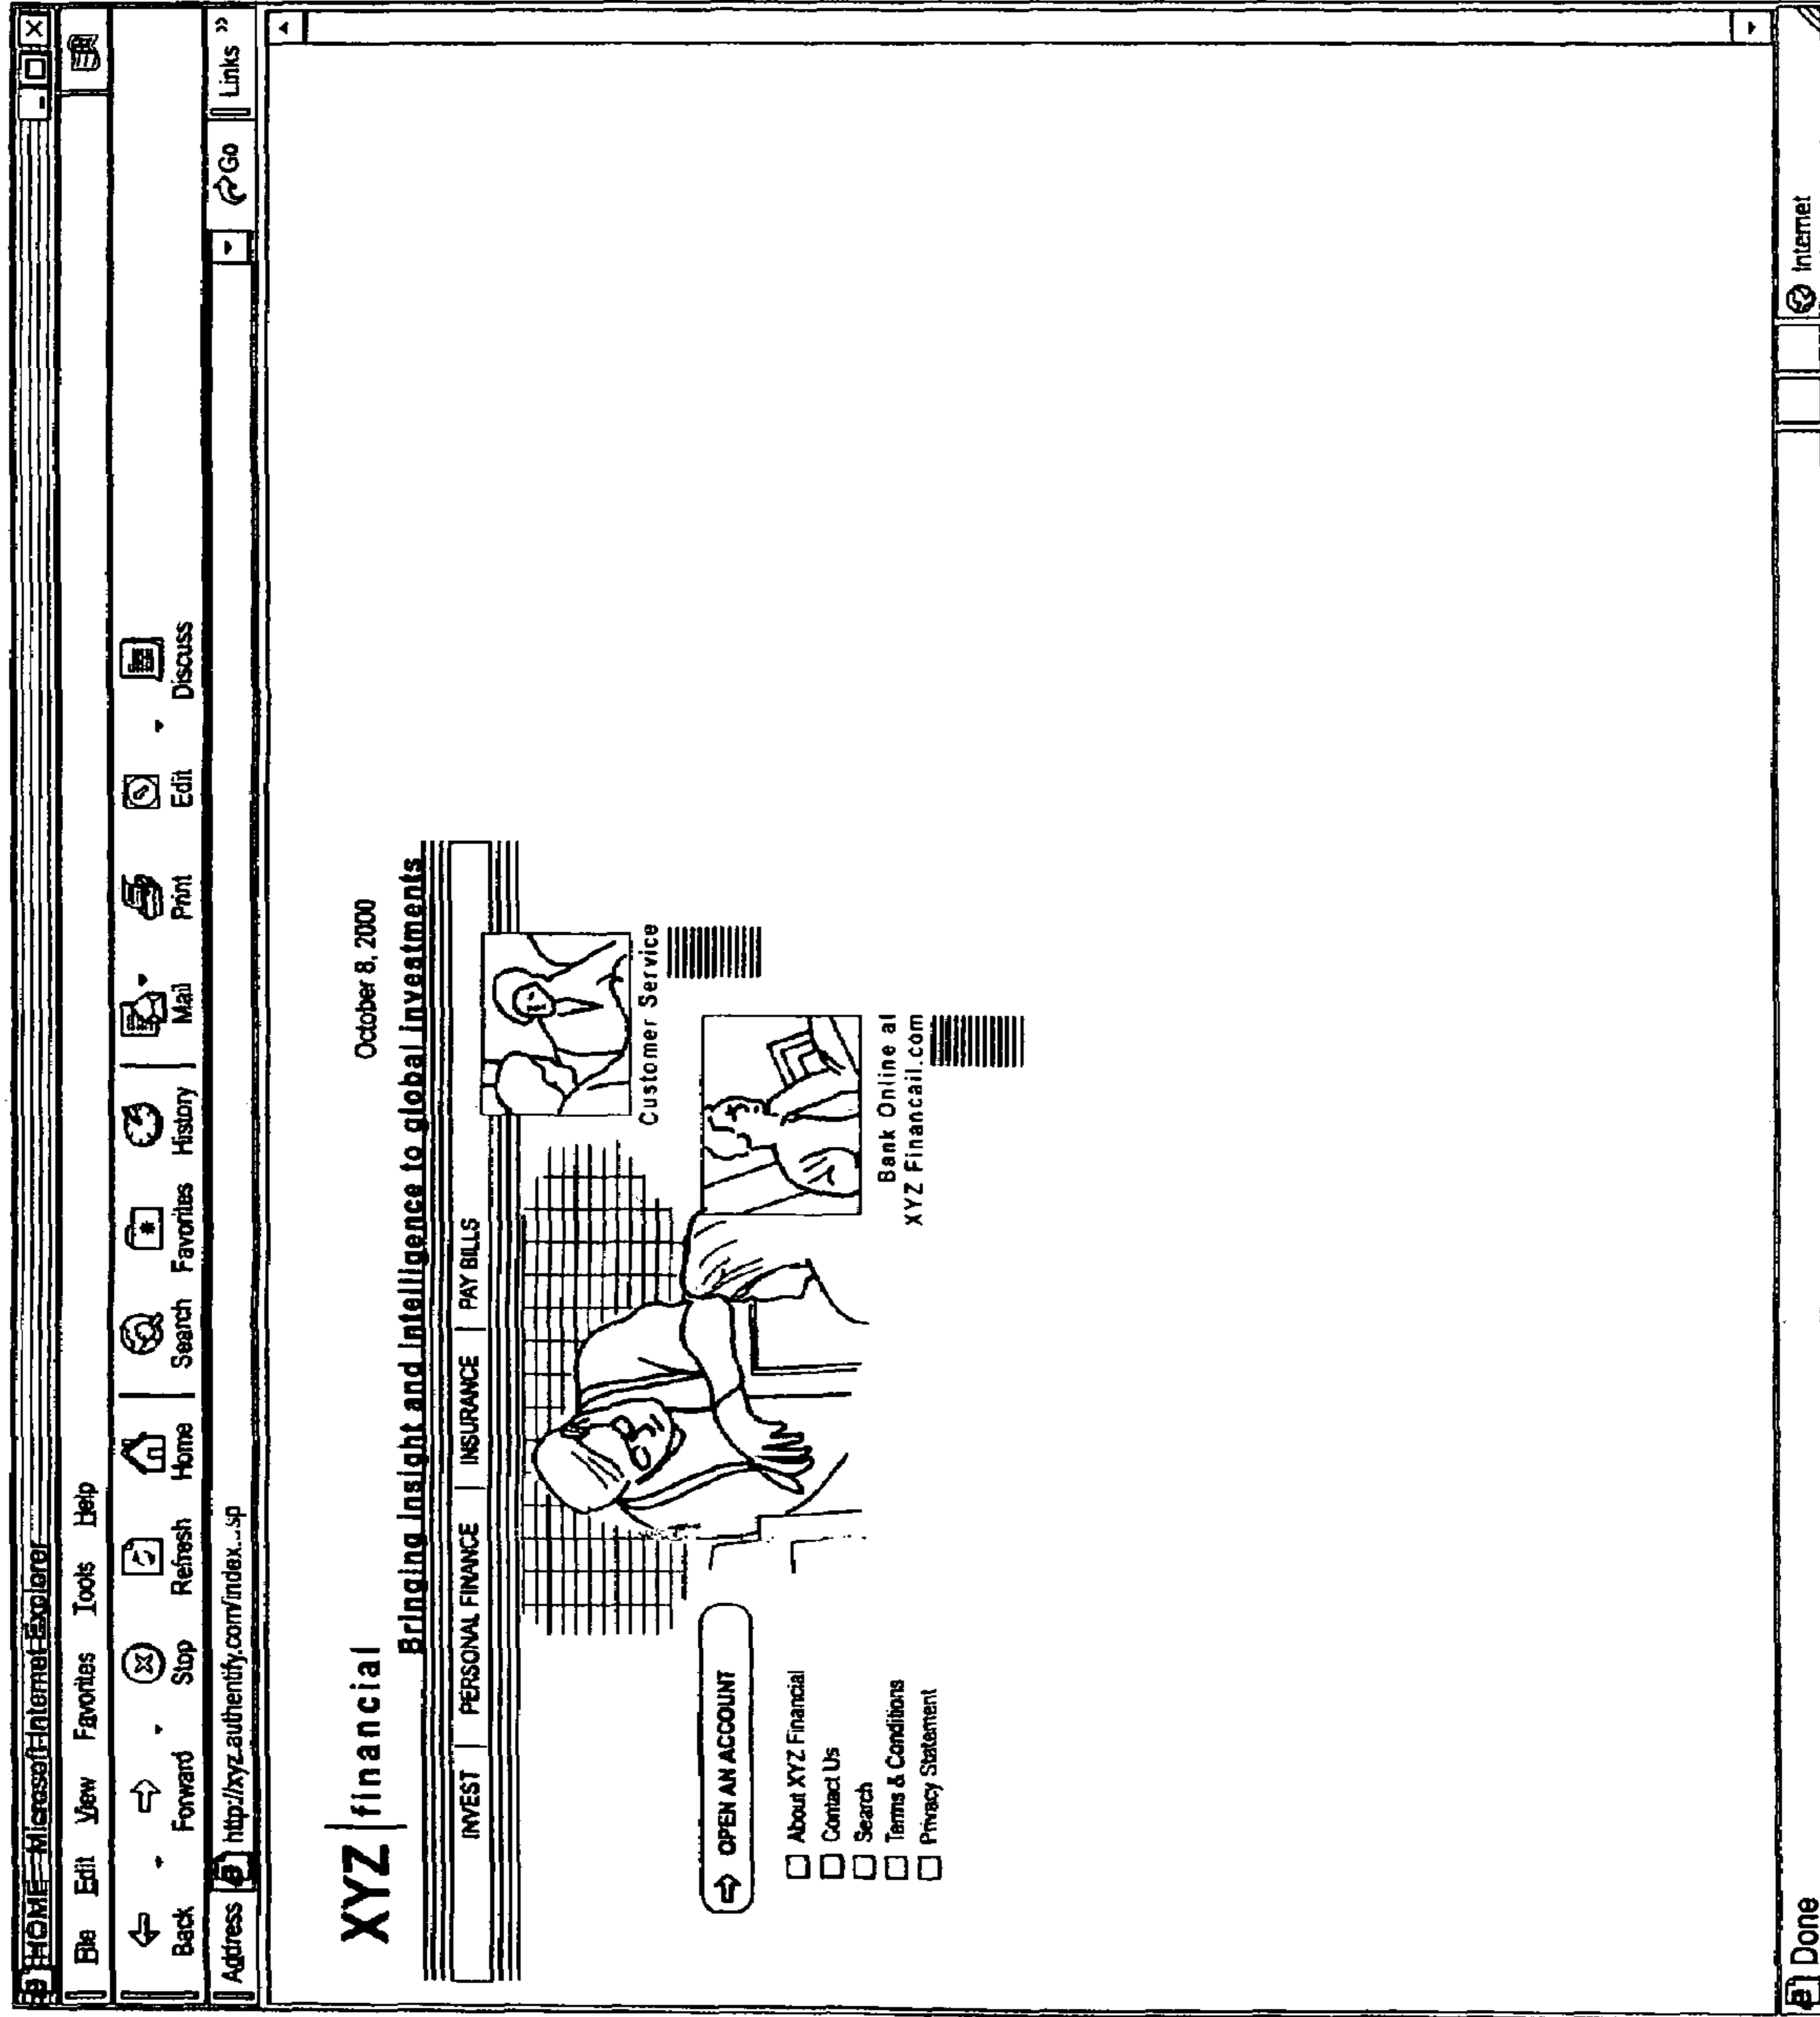 HOME - Microsoft Internet Explorer
File Edit View Favorites Tools Help
Back Forward Stop Refresh Home Search Favorites History Mail Print Edit Discuss
Address http://xyz.authentify.com/index. Go Links »
XYZ financial
October 8, 2000
Bringing insight and intelligence to global investments
INVEST PERSONAL FINANCE INSURANCE PAY BILLS
Customer Service
OPEN AN ACCOUNT
About XYZ Financial
Contact Us
Search
Terms & Conditions
Privacy Statement
Bank Online at
XYZ Financail.com
Done Internet